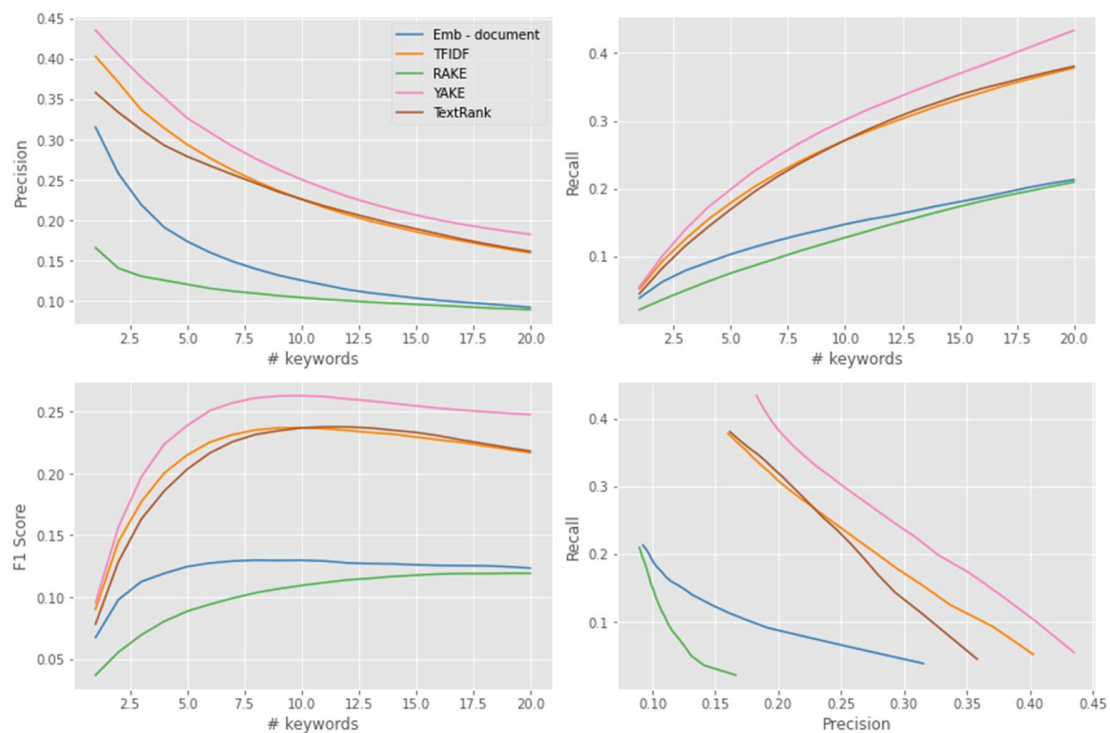 0.45
0.40
0.35
0.30
0.25
0.20
0.15
0.10
Precision
2.5 5.0 7.5 10.0 12.5 15.0 17.5 20.0
# keywords
Emb - document
TFIDF
RAKE
YAKE
TextRank
0.4
0.3
0.2
0.1
Recall
2.5 5.0 7.5 10.0 12.5 15.0 17.5 20.0
# keywords
0.25
0.20
0.15
0.10
0.05
F1 Score
2.5 5.0 7.5 10.0 12.5 15.0 17.5 20.0
# keywords
0.4
0.3
0.2
0.1
Recall
0.10 0.15 0.20 0.25 0.30 0.35 0.40 0.45
Precision